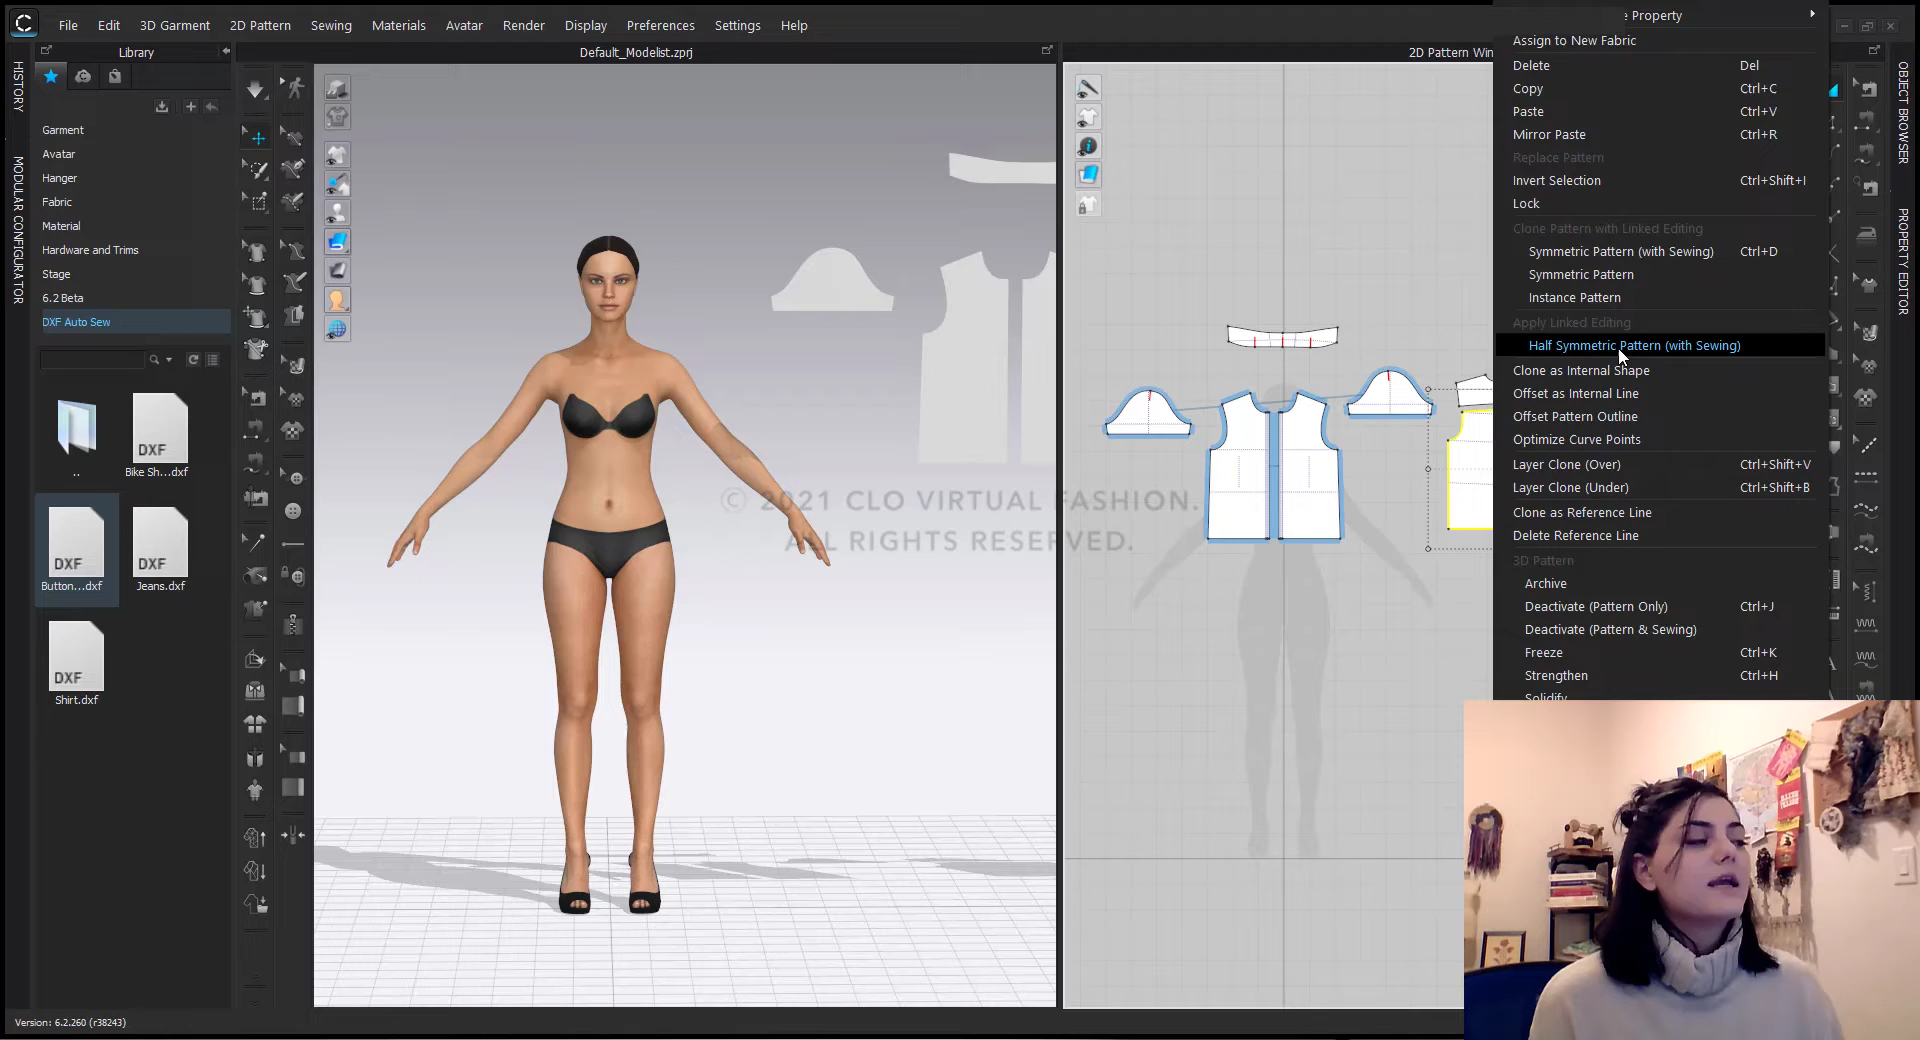 File Edit 3D Garment 2D Pattern Sewing Materials Avatar Render Display Preferences Settings Help
Library
Default_Modelist.zprj
2D Pattern Win
HISTORY
MODULAR CONFIGURATOR
Garment
Avatar
Hanger
Fabric
Material
Hardware and Trims
Stage
6.2 Beta
DXF Auto Sew
..
DXF
Bike Sh...dxf
DXF
Button...dxf
DXF
Jeans.dxf
DXF
Shirt.dxf
Version: 6.2.260 (r38243)
© 2021 CLO VIRTUAL FASHION.
ALL RIGHTS RESERVED.
Property
Assign to New Fabric
Delete Del
Copy Ctrl+C
Paste Ctrl+V
Mirror Paste Ctrl+R
Replace Pattern
Invert Selection Ctrl+Shift+I
Lock
Clone Pattern with Linked Editing
Symmetric Pattern (with Sewing) Ctrl+D
Symmetric Pattern
Instance Pattern
Apply Linked Editing
Half Symmetric Pattern (with Sewing)
Clone as Internal Shape
Offset as Internal Line
Offset Pattern Outline
Optimize Curve Points
Layer Clone (Over) Ctrl+Shift+V
Layer Clone (Under) Ctrl+Shift+B
Clone as Reference Line
Delete Reference Line
3D Pattern
Archive
Deactivate (Pattern Only) Ctrl+J
Deactivate (Pattern & Sewing)
Freeze Ctrl+K
Strengthen Ctrl+H
Solidify
OBJECT BROWSER
PROPERTY EDITOR